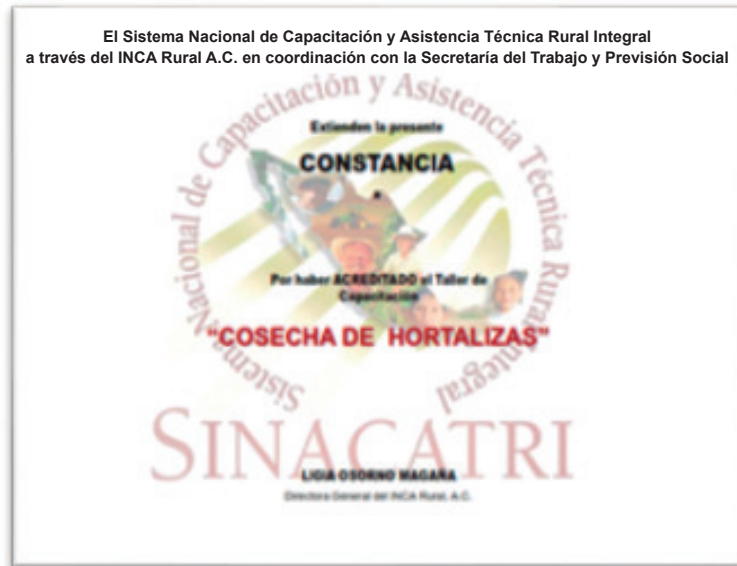 El Sistema Nacional de Capacitación y Asistencia Técnica Rural Integral
a través del INCA Rural A.C. en coordinación con la Secretaría del Trabajo y Previsión Social
Sistema Nacional de Capacitación y Asistencia Técnica Rural Integral
Extienden la presente
CONSTANCIA
a
Por haber ACREDITADO el Taller de
Capacitación
"COSECHA DE HORTALIZAS"
SINACATRI
LIGIA OSORNO MAGAÑA
Directora General del INCA Rural, A.C.